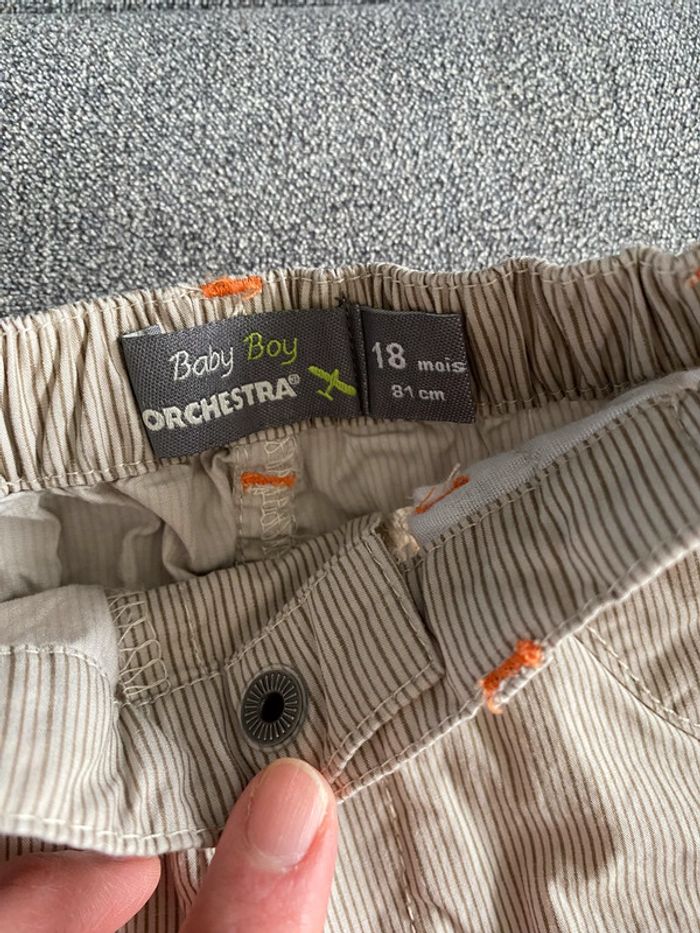 Baby Boy
ORCHESTRA®
18 mois
81 cm